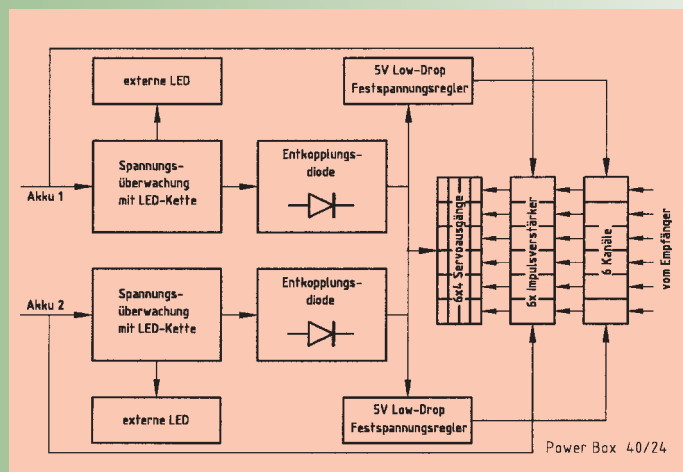 externe LED
5V Low-Drop
Festspannungsregler
Akku 1
Spannungs-
überwachung
mit LED-Kette
Entkopplungs-
diode
6x4 Servoausgänge
6x Impulsverstärker
6 Kanäle
vom Empfänger
Akku 2
Spannungs-
überwachung
mit LED-Kette
Entkopplungs-
diode
externe LED
5V Low-Drop
Festspannungsregler
Power Box 40/24